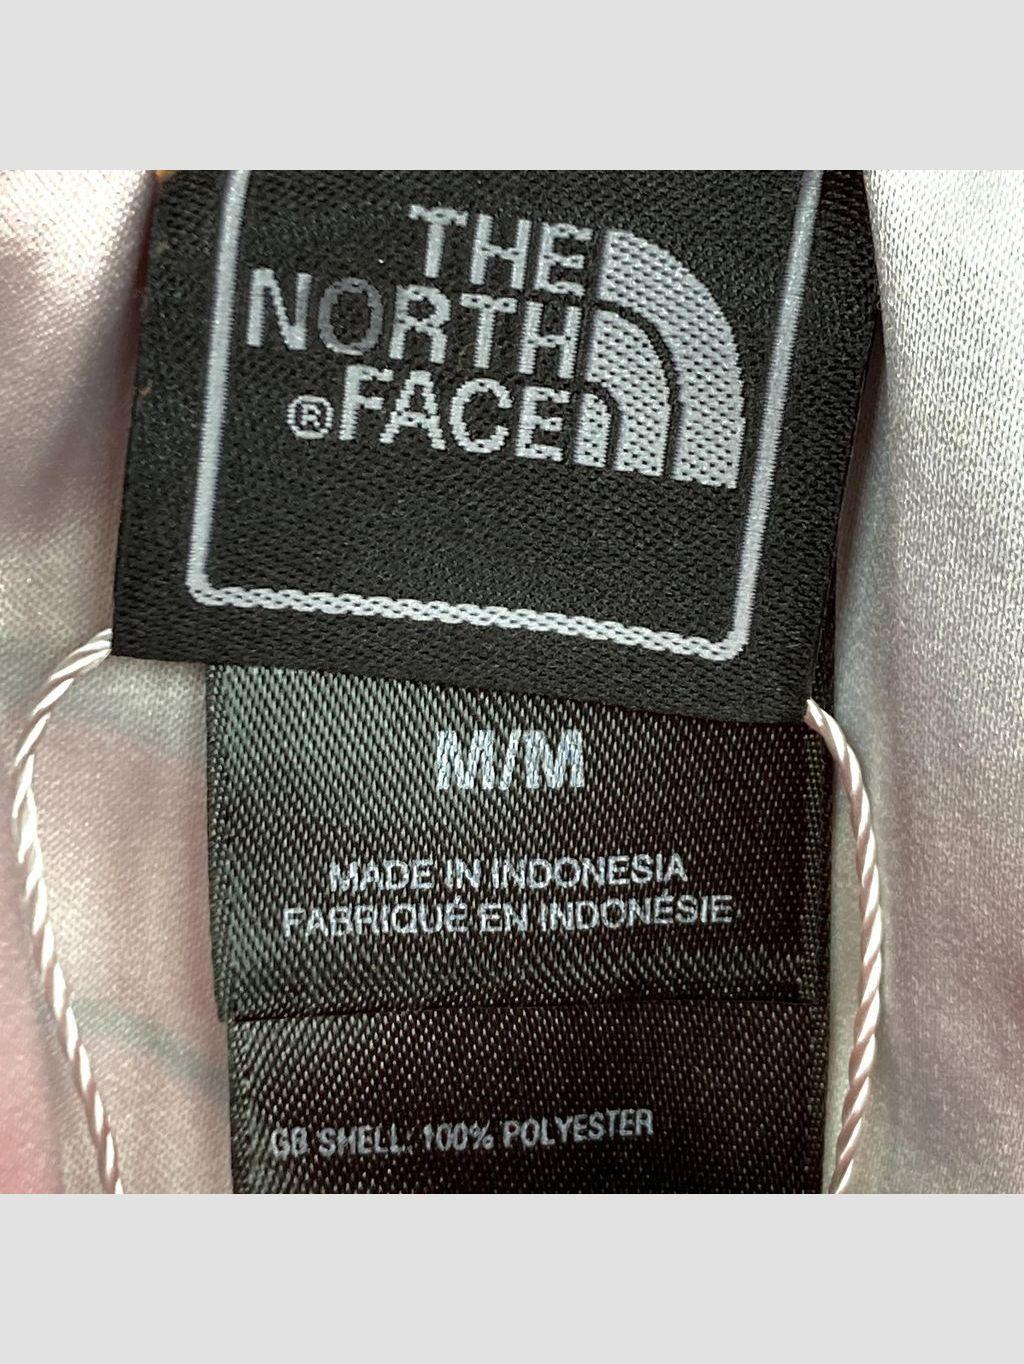 THE
NORTH
® FACE
M/M
MADE IN INDONESIA
FABRIQUÉ EN INDONÉSIE
GB SHELL: 100% POLYESTER